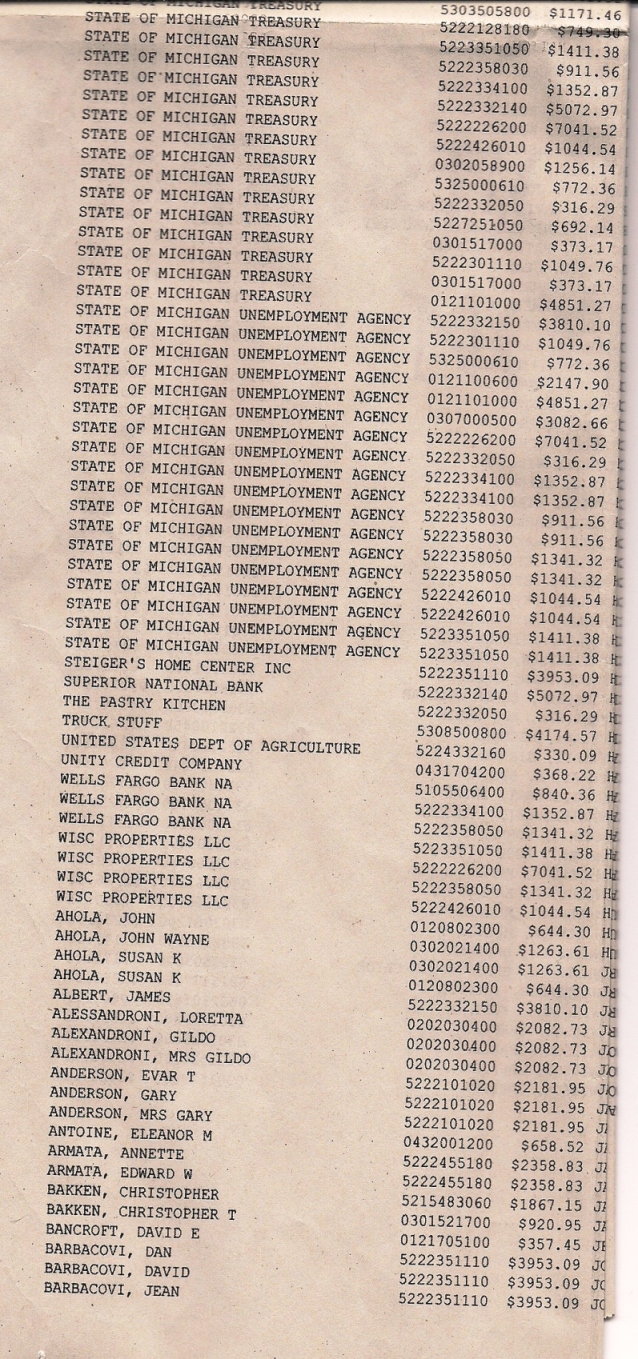 STATE OF MICHIGAN TREASURY 5303505800 $1171.46
STATE OF MICHIGAN TREASURY 5222128180 $749.30
STATE OF MICHIGAN TREASURY 5223351050 $1411.38
STATE OF MICHIGAN TREASURY 5222358030 $911.56
STATE OF MICHIGAN TREASURY 5222334100 $1352.87
STATE OF MICHIGAN TREASURY 5222332140 $5072.97
STATE OF MICHIGAN TREASURY 5222226200 $7041.52
STATE OF MICHIGAN TREASURY 5222426010 $1044.54
STATE OF MICHIGAN TREASURY 0302058900 $1256.14
STATE OF MICHIGAN TREASURY 5325000610 $772.36
STATE OF MICHIGAN TREASURY 5222332050 $316.29
STATE OF MICHIGAN TREASURY 5227251050 $692.14
STATE OF MICHIGAN TREASURY 0301517000 $373.17
STATE OF MICHIGAN TREASURY 5222301110 $1049.76
STATE OF MICHIGAN TREASURY 0301517000 $373.17
STATE OF MICHIGAN TREASURY 0121101000 $4851.27
STATE OF MICHIGAN UNEMPLOYMENT AGENCY 5222332150 $3810.10
STATE OF MICHIGAN UNEMPLOYMENT AGENCY 5222301110 $1049.76
STATE OF MICHIGAN UNEMPLOYMENT AGENCY 5325000610 $772.36
STATE OF MICHIGAN UNEMPLOYMENT AGENCY 0121100600 $2147.90
STATE OF MICHIGAN UNEMPLOYMENT AGENCY 0121101000 $4851.27
STATE OF MICHIGAN UNEMPLOYMENT AGENCY 0307000500 $3082.66
STATE OF MICHIGAN UNEMPLOYMENT AGENCY 5222226200 $7041.52
STATE OF MICHIGAN UNEMPLOYMENT AGENCY 5222332050 $316.29
STATE OF MICHIGAN UNEMPLOYMENT AGENCY 5222334100 $1352.87
STATE OF MICHIGAN UNEMPLOYMENT AGENCY 5222334100 $1352.87
STATE OF MICHIGAN UNEMPLOYMENT AGENCY 5222358030 $911.56
STATE OF MICHIGAN UNEMPLOYMENT AGENCY 5222358030 $911.56
STATE OF MICHIGAN UNEMPLOYMENT AGENCY 5222358050 $1341.32
STATE OF MICHIGAN UNEMPLOYMENT AGENCY 5222358050 $1341.32
STATE OF MICHIGAN UNEMPLOYMENT AGENCY 5222426010 $1044.54
STATE OF MICHIGAN UNEMPLOYMENT AGENCY 5222426010 $1044.54
STATE OF MICHIGAN UNEMPLOYMENT AGENCY 5223351050 $1411.38
STATE OF MICHIGAN UNEMPLOYMENT AGENCY 5223351050 $1411.38
STEIGER'S HOME CENTER INC 5222351110 $3953.09
SUPERIOR NATIONAL BANK 5222332140 $5072.97
THE PASTRY KITCHEN 5222332050 $316.29
TRUCK STUFF 5308500800 $4174.57
UNITED STATES DEPT OF AGRICULTURE 5224332160 $330.09
UNITY CREDIT COMPANY 0431704200 $368.22
WELLS FARGO BANK NA 5105506400 $840.36
WELLS FARGO BANK NA 5222334100 $1352.87
WELLS FARGO BANK NA 5222358050 $1341.32
WISC PROPERTIES LLC 5223351050 $1411.38
WISC PROPERTIES LLC 5222226200 $7041.52
WISC PROPERTIES LLC 5222358050 $1341.32
WISC PROPERTIES LLC 5222426010 $1044.54
AHOLA, JOHN 0120802300 $644.30
AHOLA, JOHN WAYNE 0302021400 $1263.61
AHOLA, SUSAN K 0302021400 $1263.61
AHOLA, SUSAN K 0120802300 $644.30
ALBERT, JAMES 5222332150 $3810.10
ALESSANDRONI, LORETTA 0202030400 $2082.73
ALEXANDRONI, GILDO 0202030400 $2082.73
ALEXANDRONI, MRS GILDO 0202030400 $2082.73
ANDERSON, EVAR T 5222101020 $2181.95
ANDERSON, GARY 5222101020 $2181.95
ANDERSON, MRS GARY 5222101020 $2181.95
ANTOINE, ELEANOR M 0432001200 $658.52
ARMATA, ANNETTE 5222455180 $2358.83
ARMATA, EDWARD W 5222455180 $2358.83
BAKKEN, CHRISTOPHER 5215483060 $1867.15
BAKKEN, CHRISTOPHER T 0301521700 $920.95
BANCROFT, DAVID E 0121705100 $357.45
BARBACOVI, DAN 5222351110 $3953.09
BARBACOVI, DAVID 5222351110 $3953.09
BARBACOVI, JEAN 5222351110 $3953.09